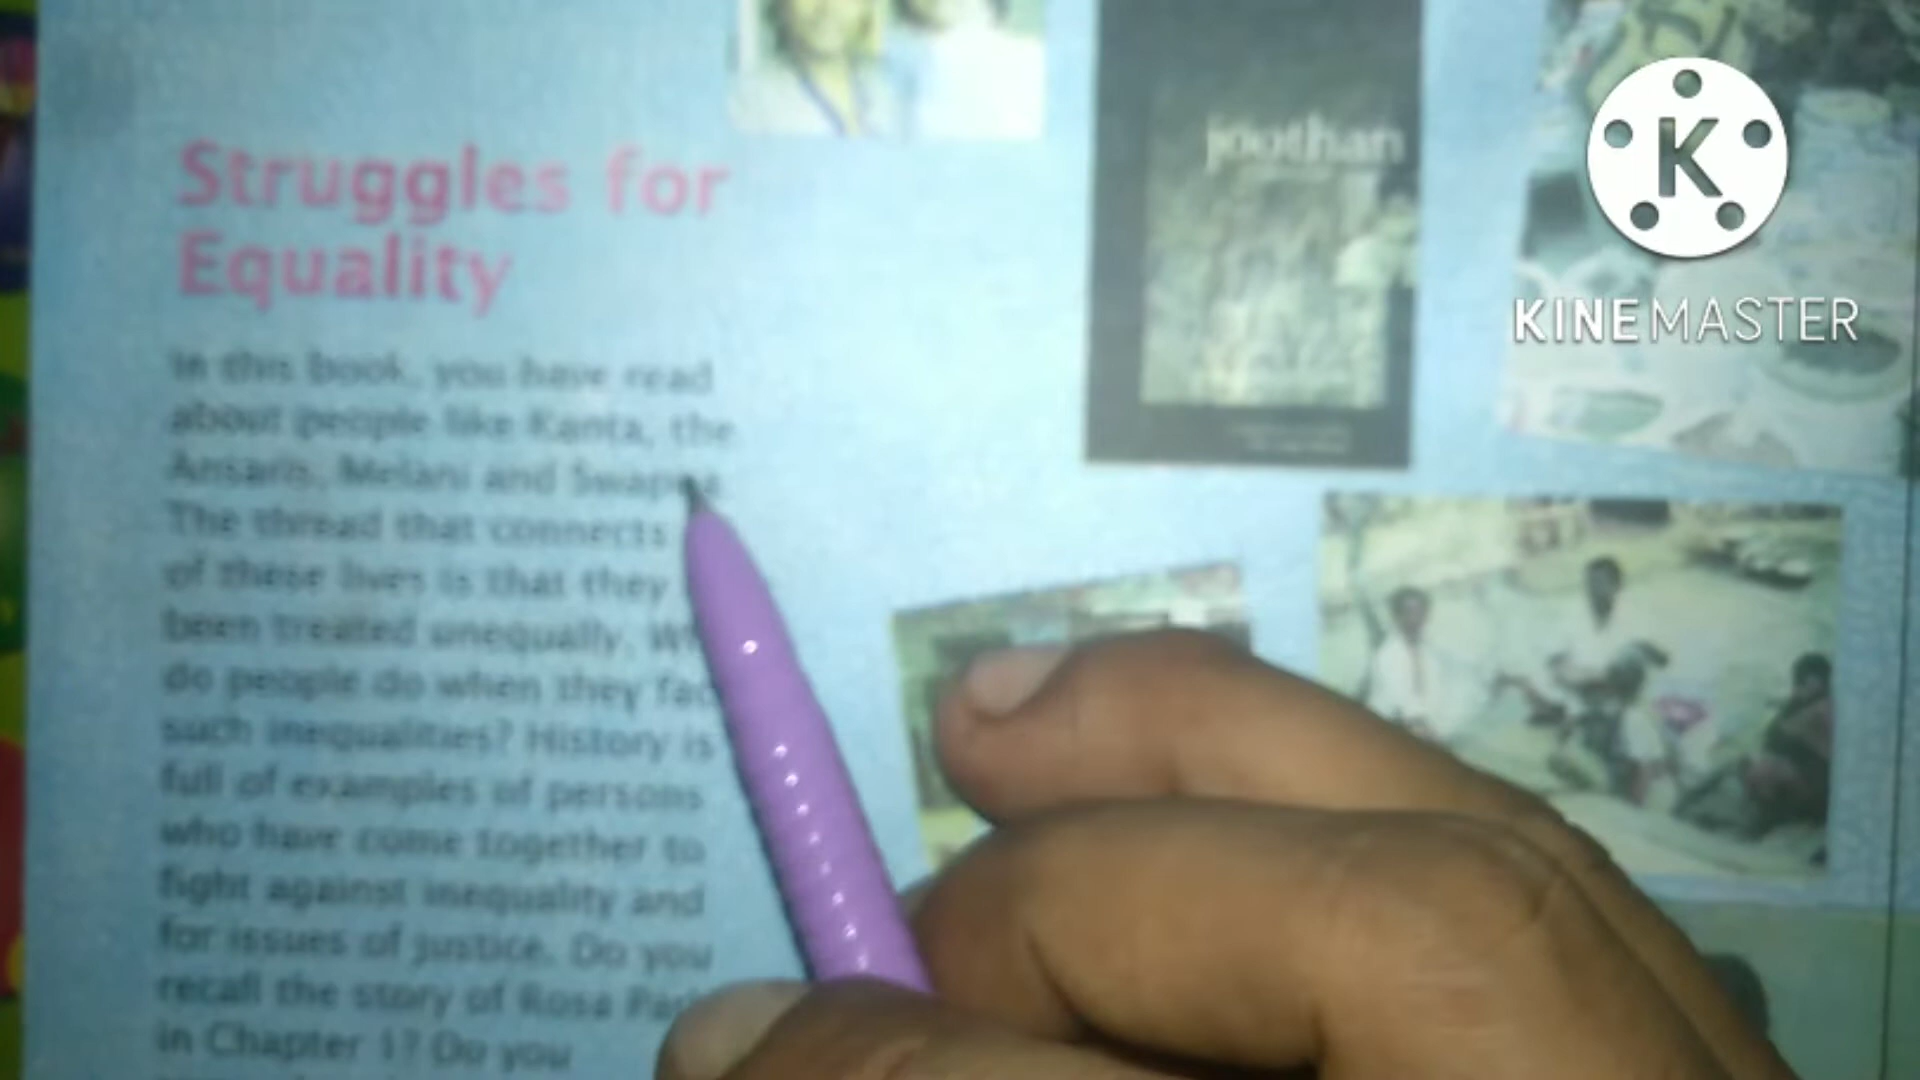 Struggles for
Equality
In this book, you have read
about people like Kanta, the
Ansaris, Melani and Swapna.
The thread that connects
of these lives is that they
been treated unequally.
do people do when they
such inequalities? History is
full of examples of persons
who have come together to
fight against inequality and
for issues of justice. Do you
recall the story of Rosa
in Chapter 1? Do you
joothan
K
KINEMASTER